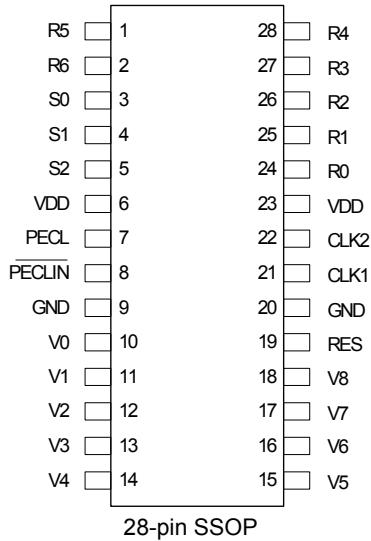 R5 1 28 R4
R6 2 27 R3
S0 3 26 R2
S1 4 25 R1
S2 5 24 R0
VDD 6 23 VDD
PECL 7 22 CLK2
PECLIN 8 21 CLK1
GND 9 20 GND
V0 10 19 RES
V1 11 18 V8
V2 12 17 V7
V3 13 16 V6
V4 14 15 V5
28-pin SSOP